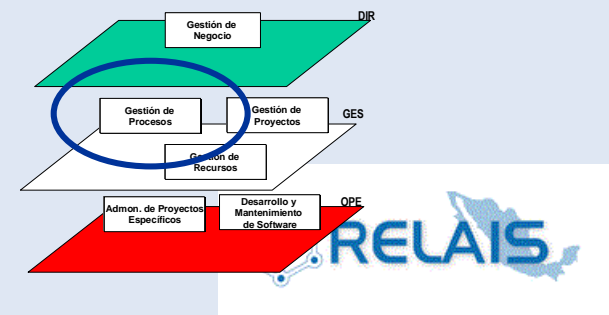 DIR
Gestión de
Negocio
Gestión de
Procesos
Gestión de
Proyectos
GES
Gestión de
Recursos
Admon. de Proyectos
Específicos
Desarrollo y
Mantenimiento
de Software
OPE
RELAIS